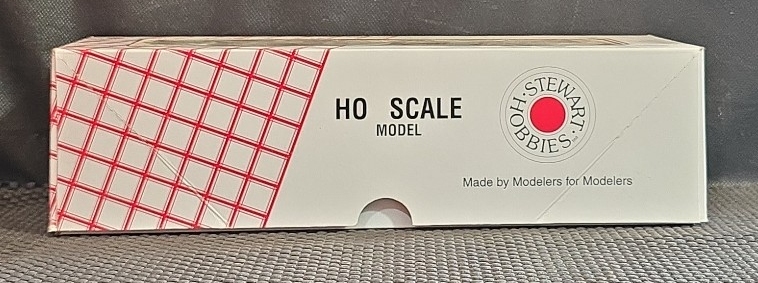 HO SCALE
MODEL
·STEWART·
HOBBIES
Made by Modelers for Modelers